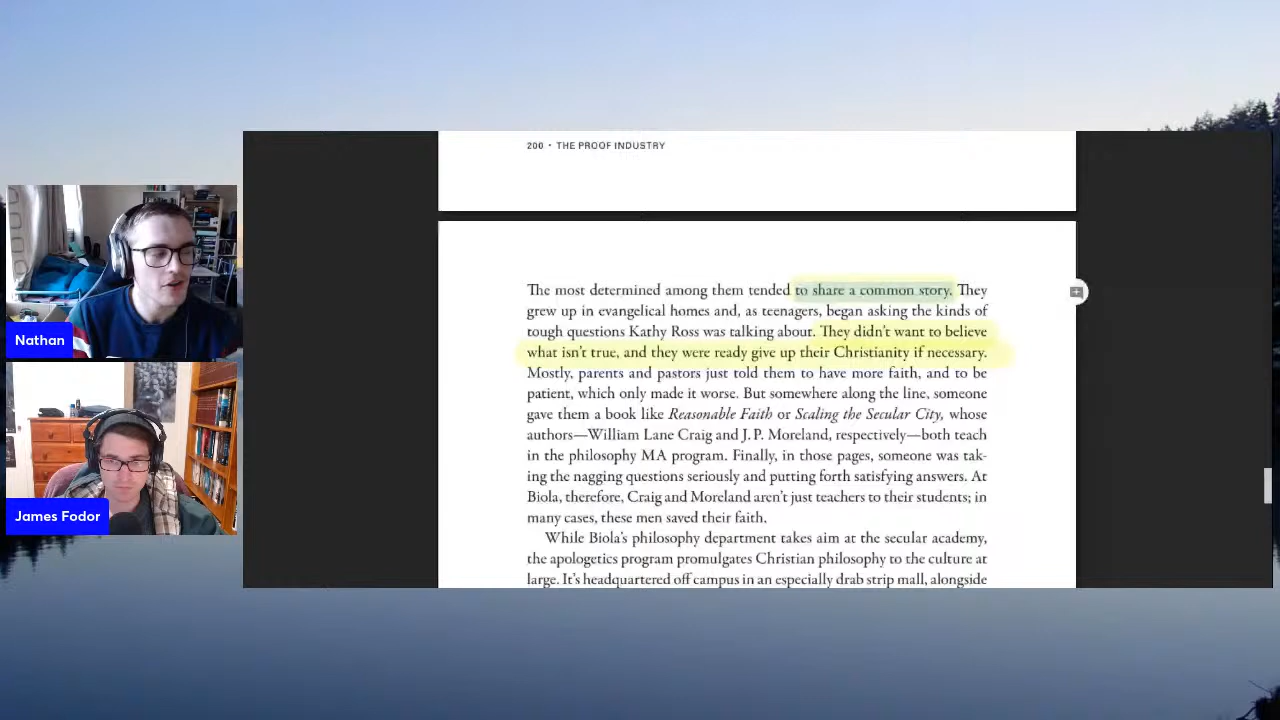 200 • THE PROOF INDUSTRY
The most determined among them tended to share a common story. They
grew up in evangelical homes and, as teenagers, began asking the kinds of
tough questions Kathy Ross was talking about. They didn't want to believe
what isn't true, and they were ready give up their Christianity if necessary.
Mostly, parents and pastors just told them to have more faith, and to be
patient, which only made it worse. But somewhere along the line, someone
gave them a book like Reasonable Faith or Scaling the Secular City, whose
authors—William Lane Craig and J. P. Moreland, respectively—both teach
in the philosophy MA program. Finally, in those pages, someone was tak-
ing the nagging questions seriously and putting forth satisfying answers. At
Biola, therefore, Craig and Moreland aren't just teachers to their students; in
many cases, these men saved their faith.
While Biola's philosophy department takes aim at the secular academy,
the apologetics program promulgates Christian philosophy to the culture at
large. It's headquartered off campus in an especially drab strip mall, alongside
Nathan
James Fodor